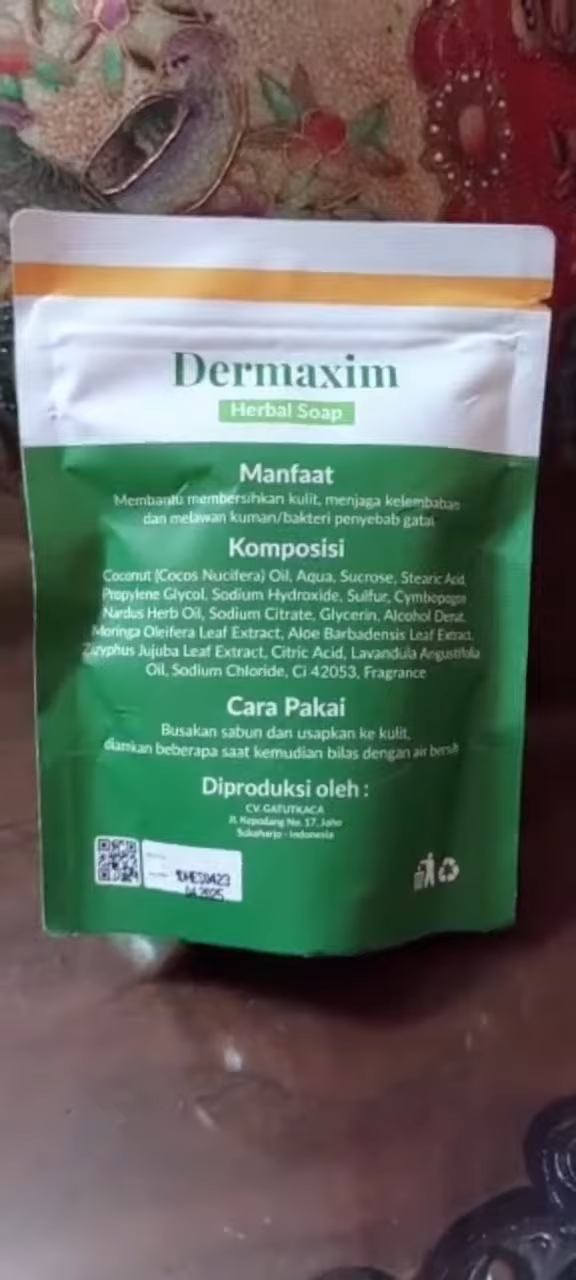 Dermaxim
Herbal Soap
Manfaat
Membantu membersihkan kulit, menjaga kelembaban
dan melawan kuman/bakteri penyebab gatal
Komposisi
Coconut (Cocos Nucifera) Oil, Aqua, Sucrose, Stearic Acid,
Propylene Glycol, Sodium Hydroxide, Sulfur, Cymbopogon
Nardus Herb Oil, Sodium Citrate, Glycerin, Alcohol Denat,
Moringa Oleifera Leaf Extract, Aloe Barbadensis Leaf Extract,
Zizyphus Jujuba Leaf Extract, Citric Acid, Lavandula Angustifolia
Oil, Sodium Chloride, Ci 42053, Fragrance
Cara Pakai
Busakan sabun dan usapkan ke kulit,
diamkan beberapa saat kemudian bilas dengan air bersih
Diproduksi oleh :
CV. GATUTKACA
Jl. Kepodang No. 17, Joho
Sukoharjo - Indonesia
04 2025